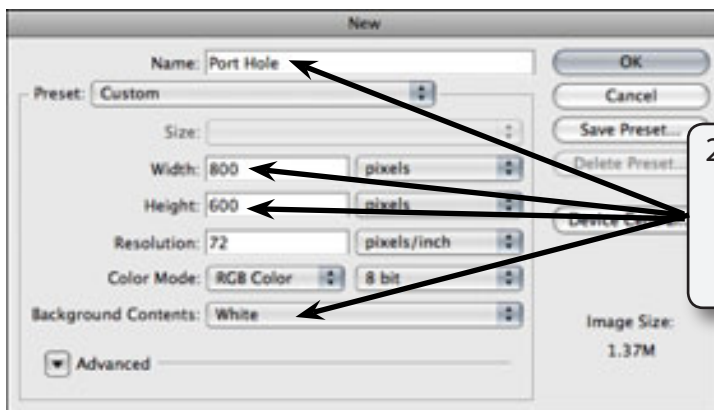 New
Name: Port Hole
OK
Preset: Custom
Cancel
Size:
Save Preset...
Width: 800 pixels
Delete Preset...
2
Height: 600 pixels
Resolution: 72 pixels/inch
Color Mode: RGB Color 8 bit
Background Contents: White
Image Size:
1.37M
Advanced